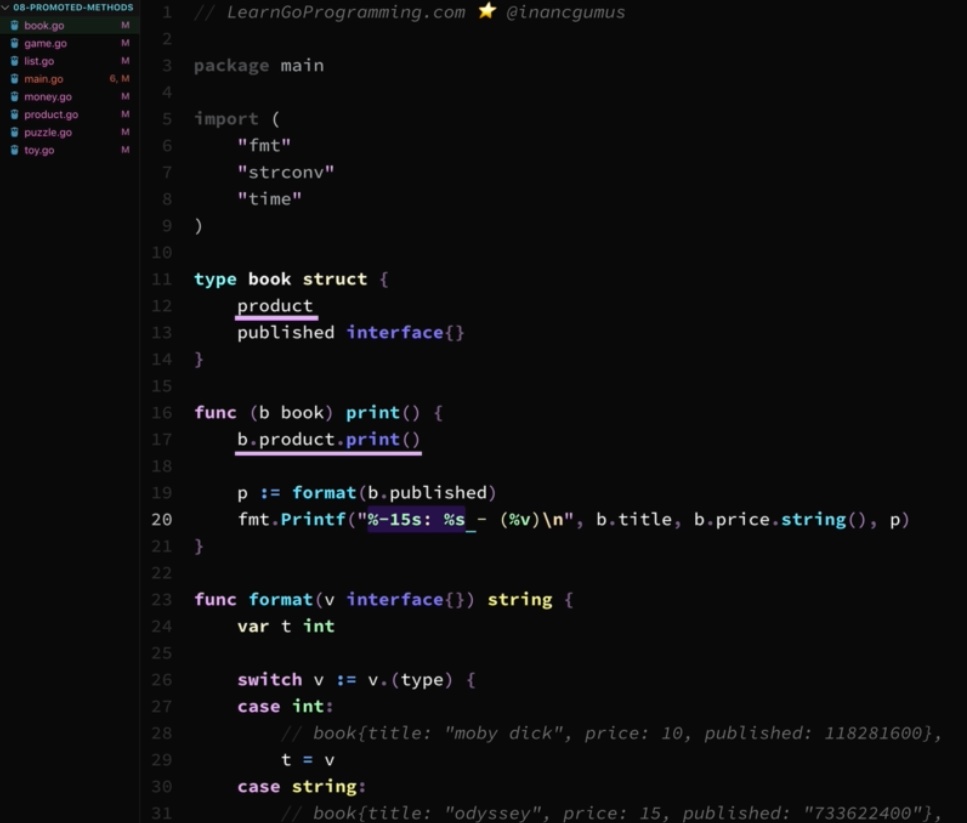 08-PROMOTED-METHODS
book.go M
game.go M
list.go M
main.go 6, M
money.go M
product.go M
puzzle.go M
toy.go M
1 // LearnGoProgramming.com ⭐ @inancgumus
2
3 package main
4
5 import (
6 "fmt"
7 "strconv"
8 "time"
9 )
10
11 type book struct {
12 product
13 published interface{}
14 }
15
16 func (b book) print() {
17 b.product.print()
18
19 p := format(b.published)
20 fmt.Printf("%-15s: %s - (%v)\n", b.title, b.price.string(), p)
21 }
22
23 func format(v interface{}) string {
24 var t int
25
26 switch v := v.(type) {
27 case int:
28 // book{title: "moby dick", price: 10, published: 118281600},
29 t = v
30 case string:
31 // book{title: "odyssey", price: 15, published: "733622400"},